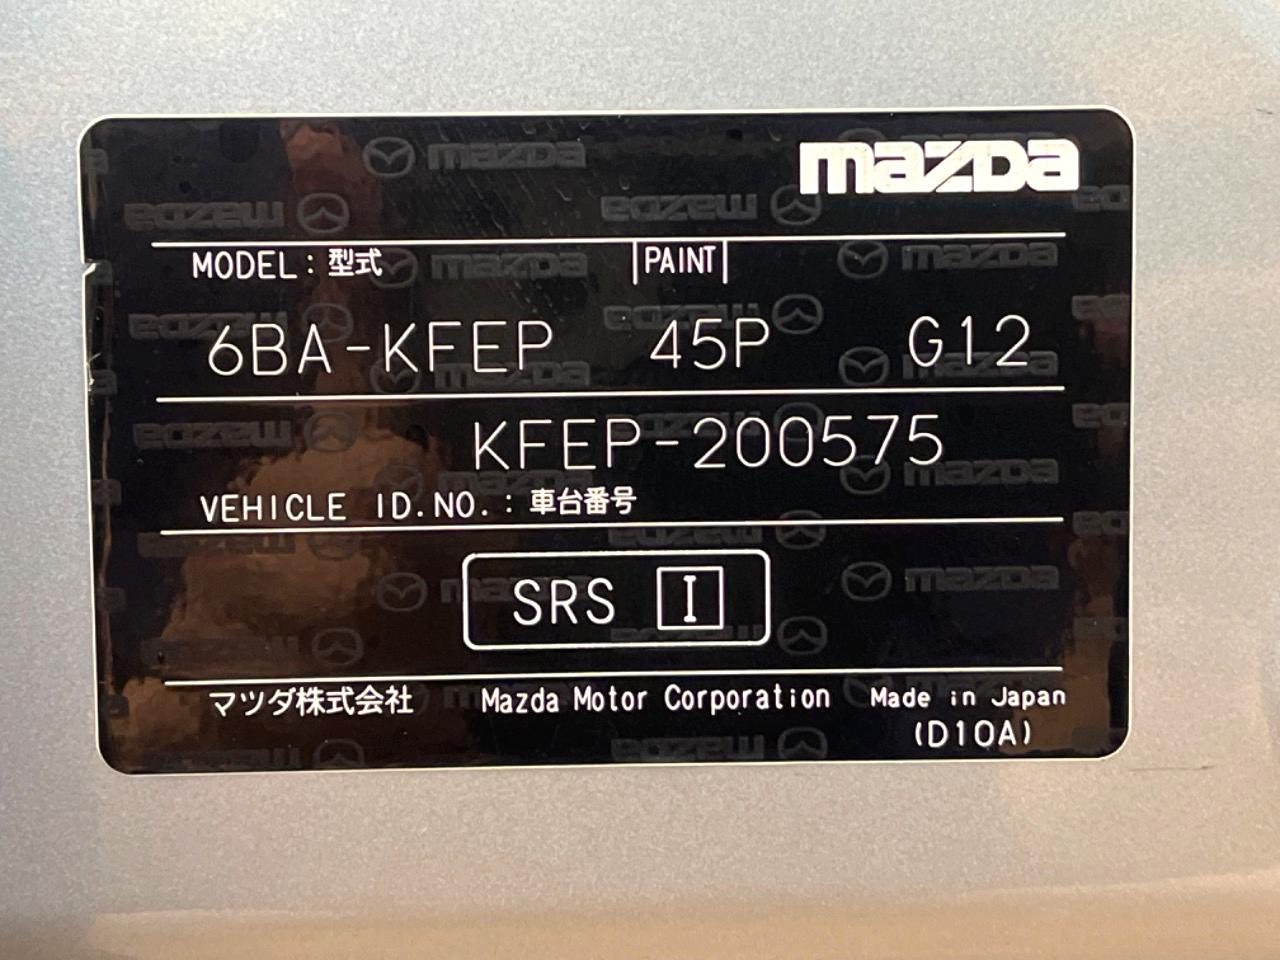 mazda
MODEL：型式 PAINT
6BA-KFEP 45P G12
KFEP-200575
VEHICLE ID.NO.：車台番号
SRS I
マツダ株式会社 Mazda Motor Corporation Made in Japan
(D10A)